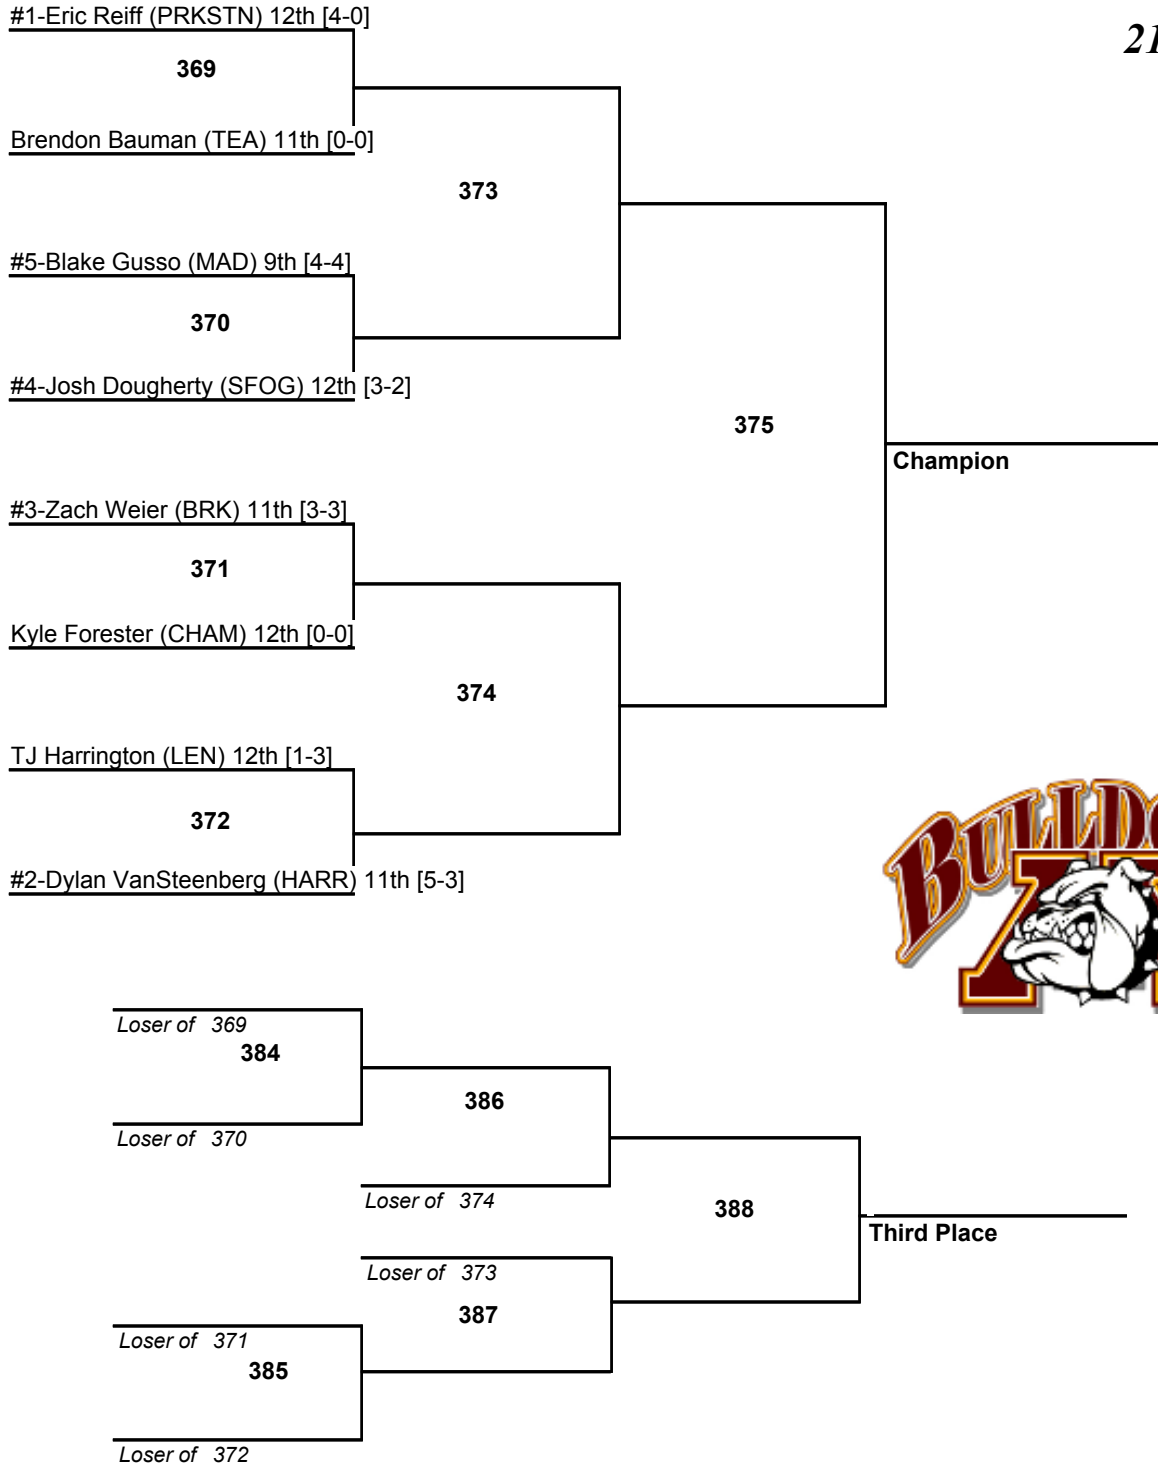 #1-Eric Reiff (PRKSTN) 12th [4-0]
21
369
Brendon Bauman (TEA) 11th [0-0]
373
#5-Blake Gusso (MAD) 9th [4-4]
370
#4-Josh Dougherty (SFOG) 12th [3-2]
375
Champion
#3-Zach Weier (BRK) 11th [3-3]
371
Kyle Forester (CHAM) 12th [0-0]
374
TJ Harrington (LEN) 12th [1-3]
372
#2-Dylan VanSteenberg (HARR) 11th [5-3]
BULLDO
Loser of 369
384
386
Loser of 370
Loser of 374
388
Third Place
Loser of 373
387
Loser of 371
385
Loser of 372